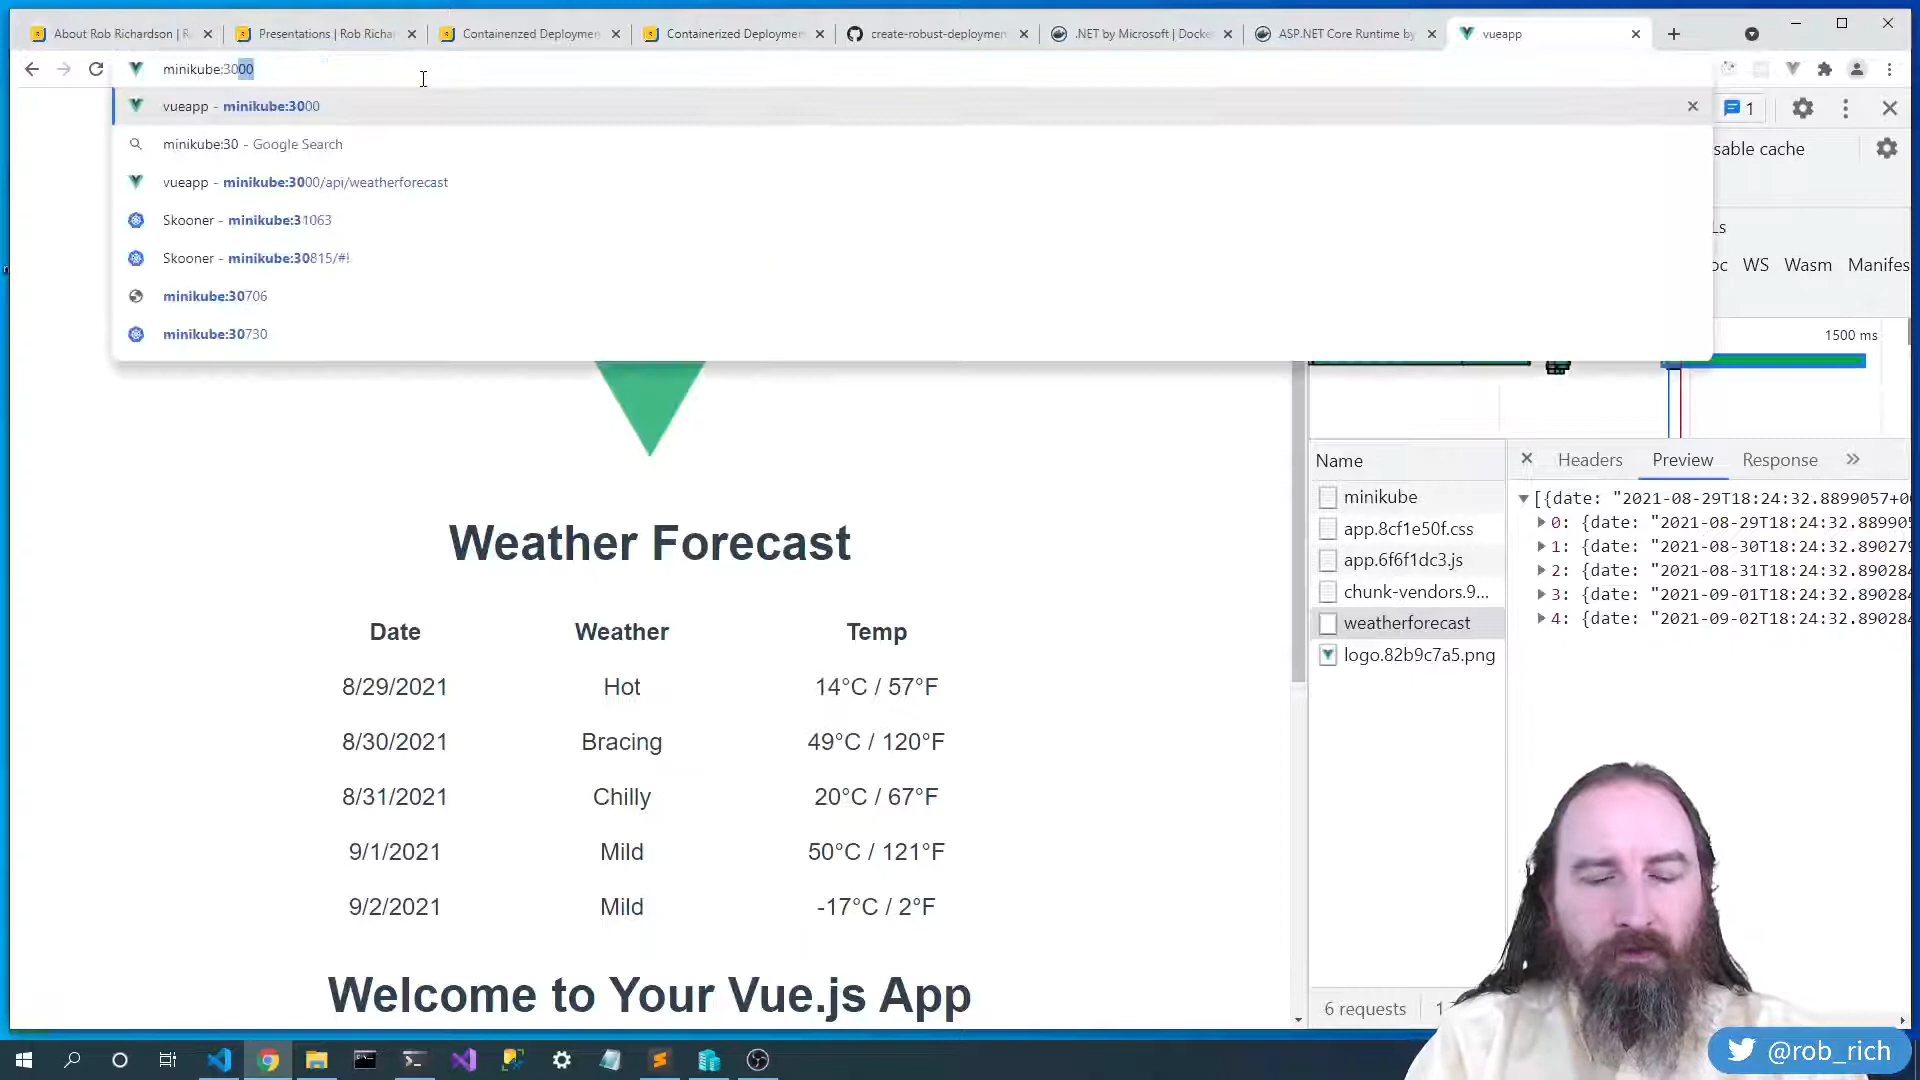 About Rob Richardson | R
Presentations | Rob Richar
Containerized Deployme
Containerized Deploymen
create-robust-deploymen
.NET by Microsoft | Docke
ASP.NET Core Runtime by
vueapp
minikube:3000
vueapp - minikube:3000
minikube:30 - Google Search
vueapp - minikube:3000/api/weatherforecast
Skooner - minikube:31063
Skooner - minikube:30815/#!
minikube:30706
minikube:30730
1
sable cache
Ls
oc WS Wasm Manifes
1500 ms
Weather Forecast
Date Weather Temp
8/29/2021 Hot 14°C / 57°F
8/30/2021 Bracing 49°C / 120°F
8/31/2021 Chilly 20°C / 67°F
9/1/2021 Mild 50°C / 121°F
9/2/2021 Mild -17°C / 2°F
Welcome to Your Vue.js App
Name
minikube
app.8cf1e50f.css
app.6f6f1dc3.js
chunk-vendors.9...
weatherforecast
logo.82b9c7a5.png
6 requests 1
Headers Preview Response
[{date: "2021-08-29T18:24:32.8899057+0
0: {date: "2021-08-29T18:24:32.88990
1: {date: "2021-08-30T18:24:32.89027
2: {date: "2021-08-31T18:24:32.89028
3: {date: "2021-09-01T18:24:32.89028
4: {date: "2021-09-02T18:24:32.89028
@rob_rich